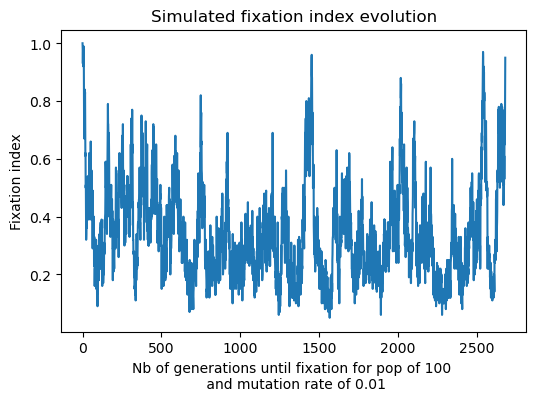 Simulated fixation index evolution
Fixation index
1.0
0.8
0.6
0.4
0.2
0 500 1000 1500 2000 2500
Nb of generations until fixation for pop of 100
and mutation rate of 0.01